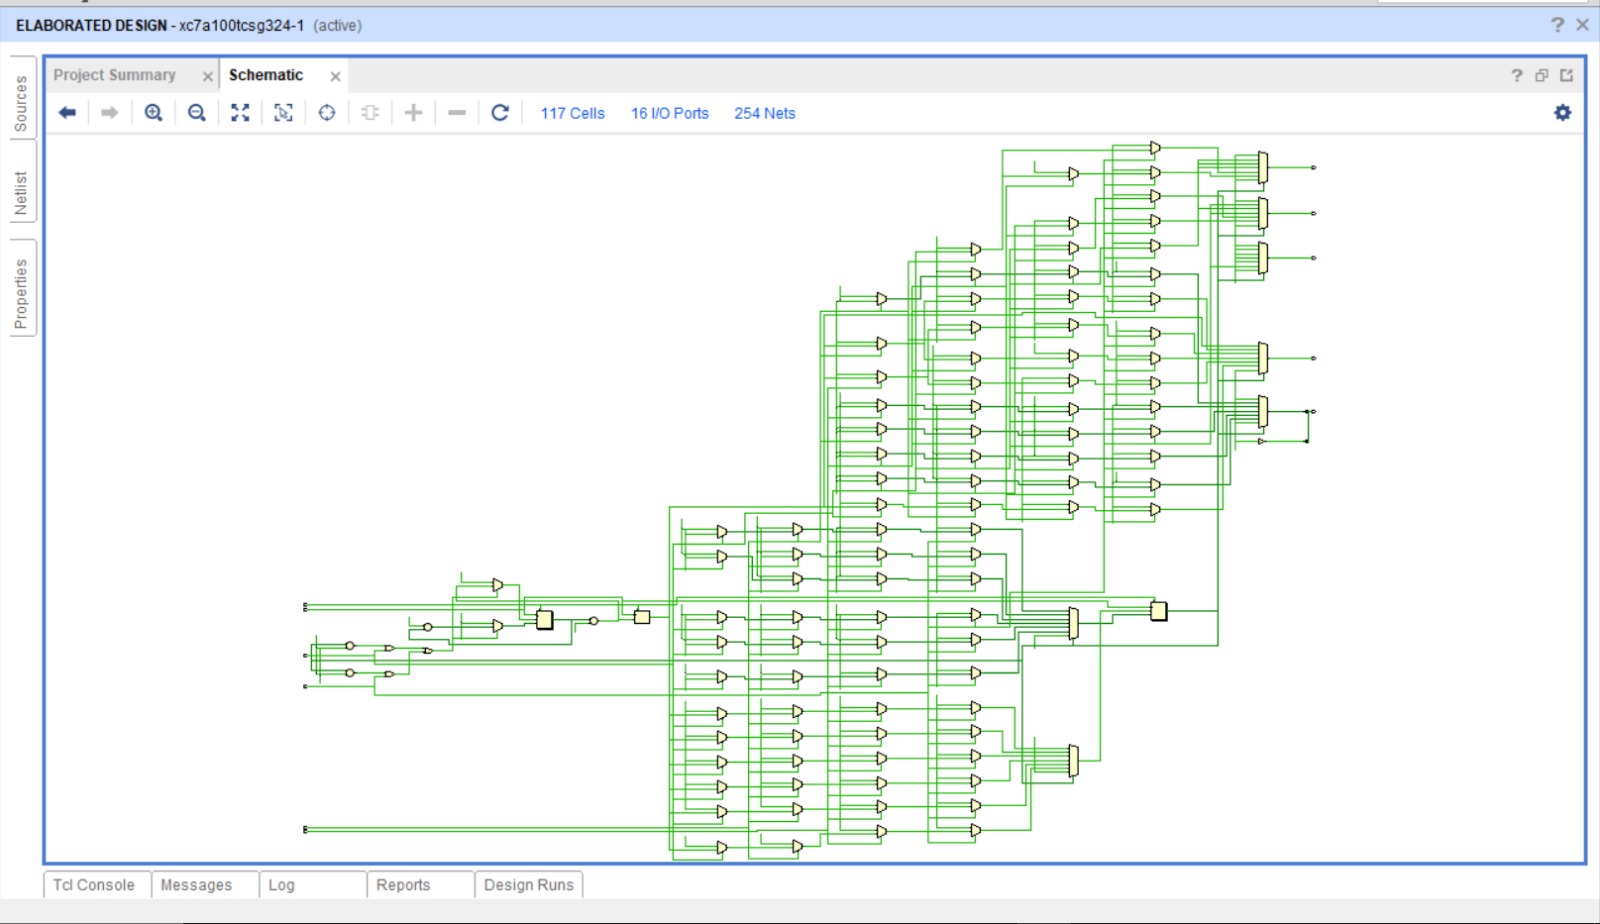 ELABORATED DESIGN - xc7a100tcsg324-1 (active)
?
Sources
Netlist
Properties
Project Summary
Schematic
?
117 Cells 16 I/O Ports 254 Nets
Tcl Console
Messages
Log
Reports
Design Runs